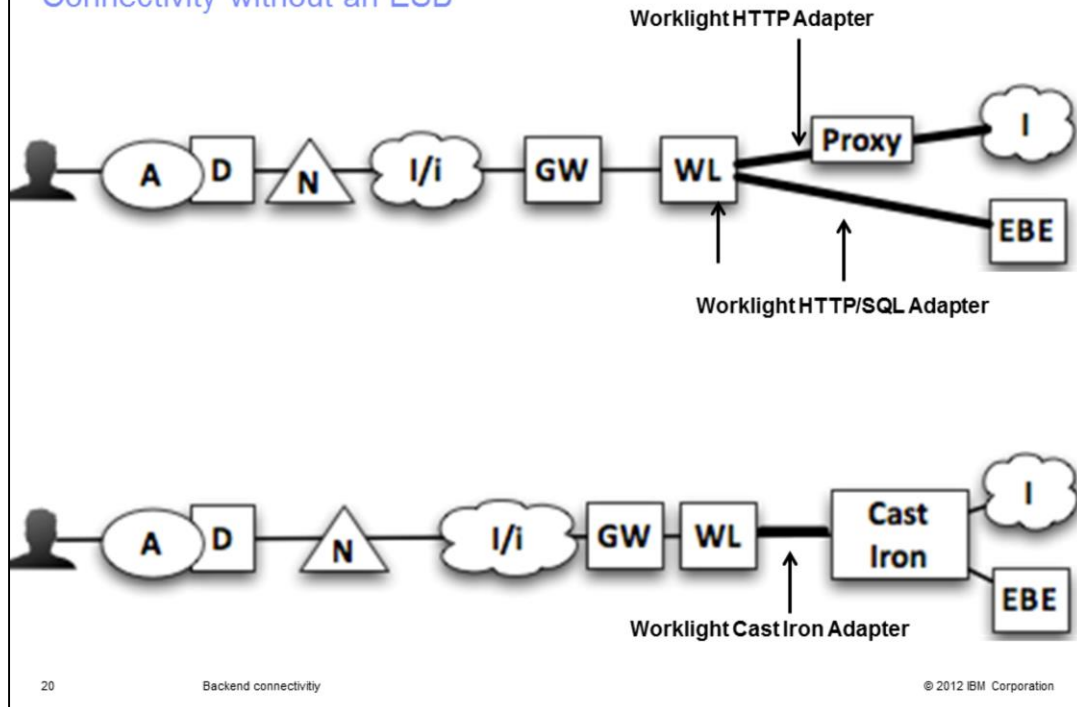 Connectivity without an ESB
Worklight HTTP Adapter
A D N I/i GW WL Proxy I
EBE
Worklight HTTP/SQL Adapter
A D N I/i GW WL Cast Iron I
EBE
Worklight Cast Iron Adapter
20 Backend connectivitiy © 2012 IBM Corporation